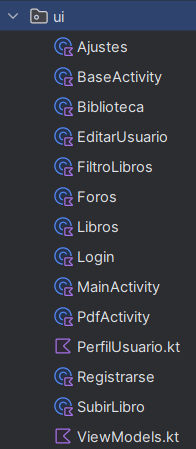 ui
Ajustes
BaseActivity
Biblioteca
EditarUsuario
FiltroLibros
Foros
Libros
Login
MainActivity
PdfActivity
PerfilUsuario.kt
Registrarse
SubirLibro
ViewModels.kt